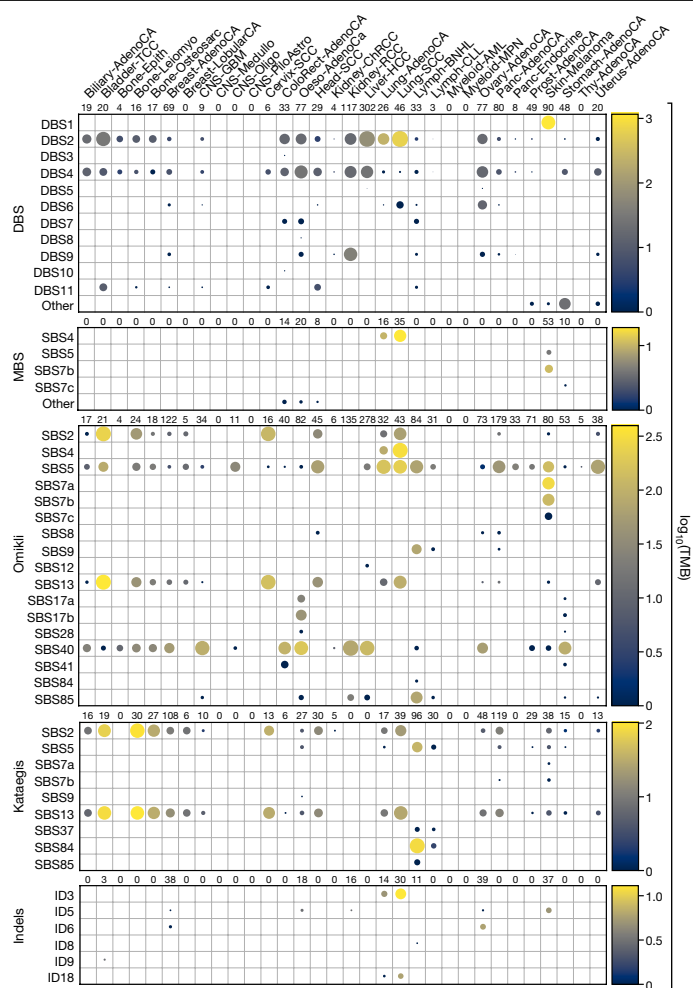 Biliary-AdenoCA
Bladder-TCC
Bone-Epith
Bone-Leiomyo
Bone-Osteosarc
Breast-AdenoCA
Breast-LobularCA
CNS-GBM
CNS-Medullo
CNS-Oligo
CNS-PiloAstro
Cervix-SCC
ColoRect-AdenoCA
Oeso-AdenoCa
Head-SCC
Kidney-ChRCC
Kidney-RCC
Liver-HCC
Lung-AdenoCA
Lung-SCC
Lymph-BNHL
Lymph-CLL
Myeloid-AML
Myeloid-MPN
Ovary-AdenoCA
Panc-AdenoCA
Panc-Endocrine
Prost-AdenoCA
Skin-Melanoma
Stomach-AdenoCA
Thy-AdenoCA
Uterus-AdenoCA
19 20 4 16 17 69 0 9 0 0 0 6 33 77 29 4 117 302 26 46 33 3 0 0 77 80 8 49 90 48 0 20
DBS
DBS1
DBS2
DBS3
DBS4
DBS5
DBS6
DBS7
DBS8
DBS9
DBS10
DBS11
Other
3
2
1
0
0 0 0 0 0 0 0 0 0 0 0 0 14 20 8 0 0 0 16 35 0 0 0 0 0 0 0 0 53 10 0 0
MBS
SBS4
SBS5
SBS7b
SBS7c
Other
1
0
17 21 4 24 18 122 5 34 0 11 0 16 40 82 45 6 135 278 32 43 84 31 0 0 73 179 33 71 80 53 5 38
Omikli
SBS2
SBS4
SBS5
SBS7a
SBS7b
SBS7c
SBS8
SBS9
SBS12
SBS13
SBS17a
SBS17b
SBS28
SBS40
SBS41
SBS84
SBS85
2.5
2.0
1.5
1.0
0.5
0
log10(TMB)
16 19 0 30 27 108 6 10 0 0 0 13 6 27 30 5 0 0 17 39 96 30 0 0 48 119 0 29 38 15 0 13
Kataegis
SBS2
SBS5
SBS7a
SBS7b
SBS9
SBS13
SBS37
SBS84
SBS85
2
1
0
0 3 0 0 0 38 0 0 0 0 0 0 0 18 0 0 16 0 14 30 11 0 0 0 39 0 0 0 37 0 0 0
Indels
ID3
ID5
ID6
ID8
ID9
ID18
1.0
0.5
0